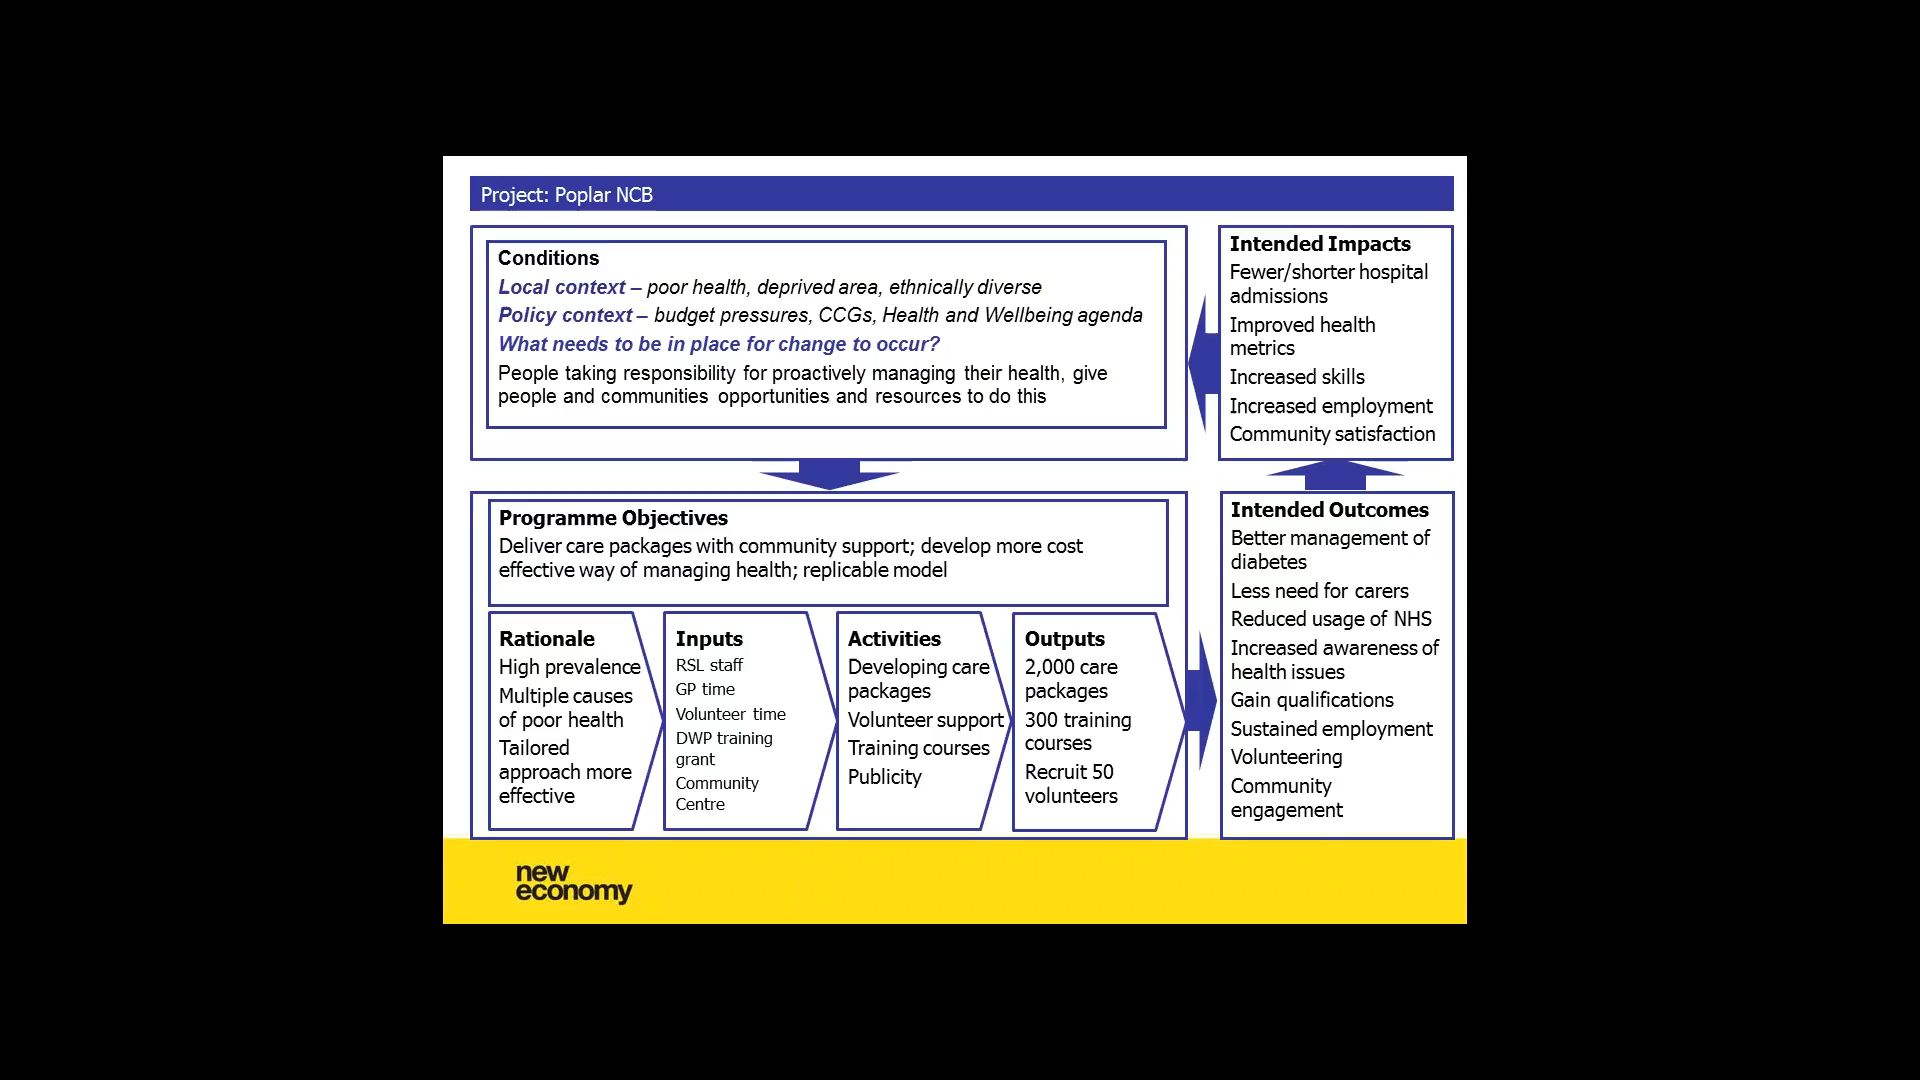 Project: Poplar NCB
Conditions
Local context – poor health, deprived area, ethnically diverse
Policy context – budget pressures, CCGs, Health and Wellbeing agenda
What needs to be in place for change to occur?
People taking responsibility for proactively managing their health, give
people and communities opportunities and resources to do this
Intended Impacts
Fewer/shorter hospital
admissions
Improved health
metrics
Increased skills
Increased employment
Community satisfaction
Programme Objectives
Deliver care packages with community support; develop more cost
effective way of managing health; replicable model
Rationale
High prevalence
Multiple causes
of poor health
Tailored
approach more
effective
Inputs
RSL staff
GP time
Volunteer time
DWP training
grant
Community
Centre
Activities
Developing care
packages
Volunteer support
Training courses
Publicity
Outputs
2,000 care
packages
300 training
courses
Recruit 50
volunteers
Intended Outcomes
Better management of
diabetes
Less need for carers
Reduced usage of NHS
Increased awareness of
health issues
Gain qualifications
Sustained employment
Volunteering
Community
engagement
new
economy